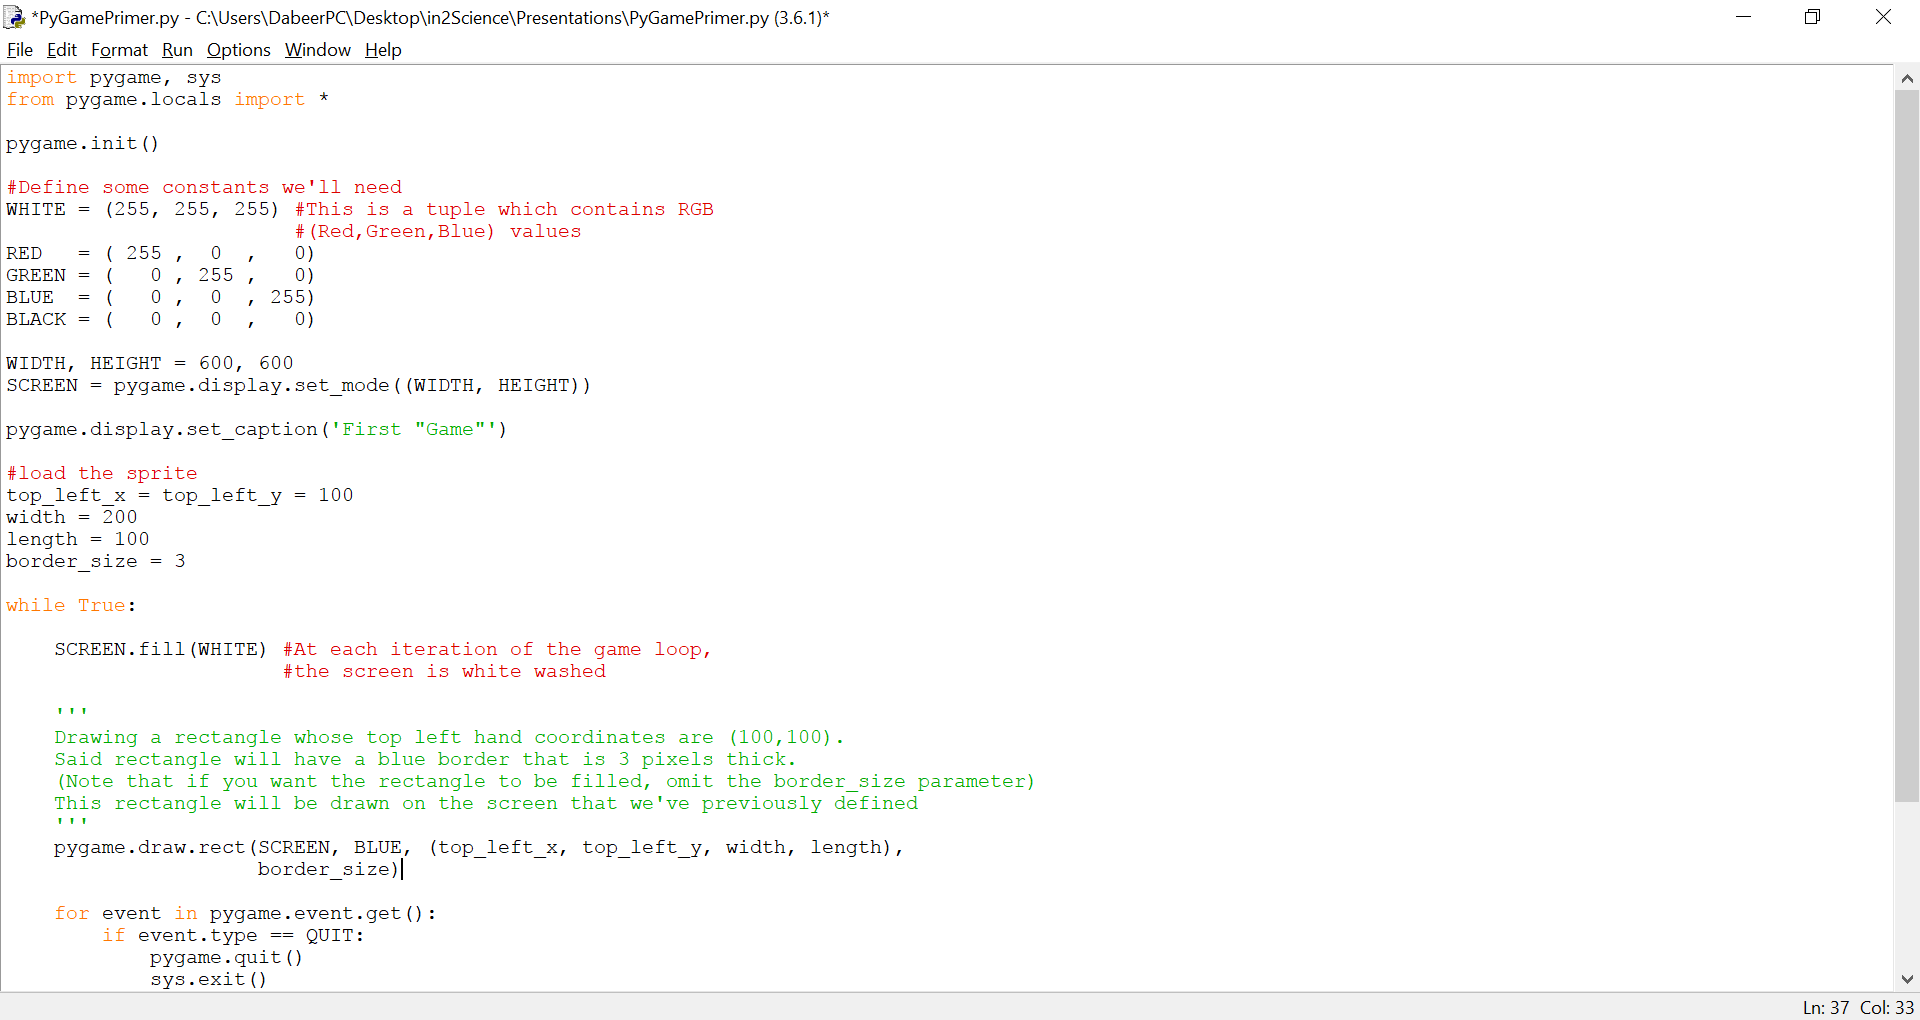 *PyGamePrimer.py - C:\Users\DabeerPC\Desktop\in2Science\Presentations\PyGamePrimer.py (3.6.1)*
File Edit Format Run Options Window Help
import pygame, sys
from pygame.locals import *

pygame.init()

#Define some constants we'll need
WHITE = (255, 255, 255) #This is a tuple which contains RGB
                        #(Red,Green,Blue) values
RED   = ( 255 ,  0  ,   0)
GREEN = (   0 , 255 ,   0)
BLUE  = (   0 ,  0  , 255)
BLACK = (   0 ,  0  ,   0)

WIDTH, HEIGHT = 600, 600
SCREEN = pygame.display.set_mode((WIDTH, HEIGHT))

pygame.display.set_caption('First "Game"')

#load the sprite
top_left_x = top_left_y = 100
width = 200
length = 100
border_size = 3

while True:

    SCREEN.fill(WHITE) #At each iteration of the game loop,
                       #the screen is white washed

    '''
    Drawing a rectangle whose top left hand coordinates are (100,100).
    Said rectangle will have a blue border that is 3 pixels thick.
    (Note that if you want the rectangle to be filled, omit the border_size parameter)
    This rectangle will be drawn on the screen that we've previously defined
    '''
    pygame.draw.rect(SCREEN, BLUE, (top_left_x, top_left_y, width, length),
                     border_size)

    for event in pygame.event.get():
        if event.type == QUIT:
            pygame.quit()
            sys.exit()
Ln: 37 Col: 33